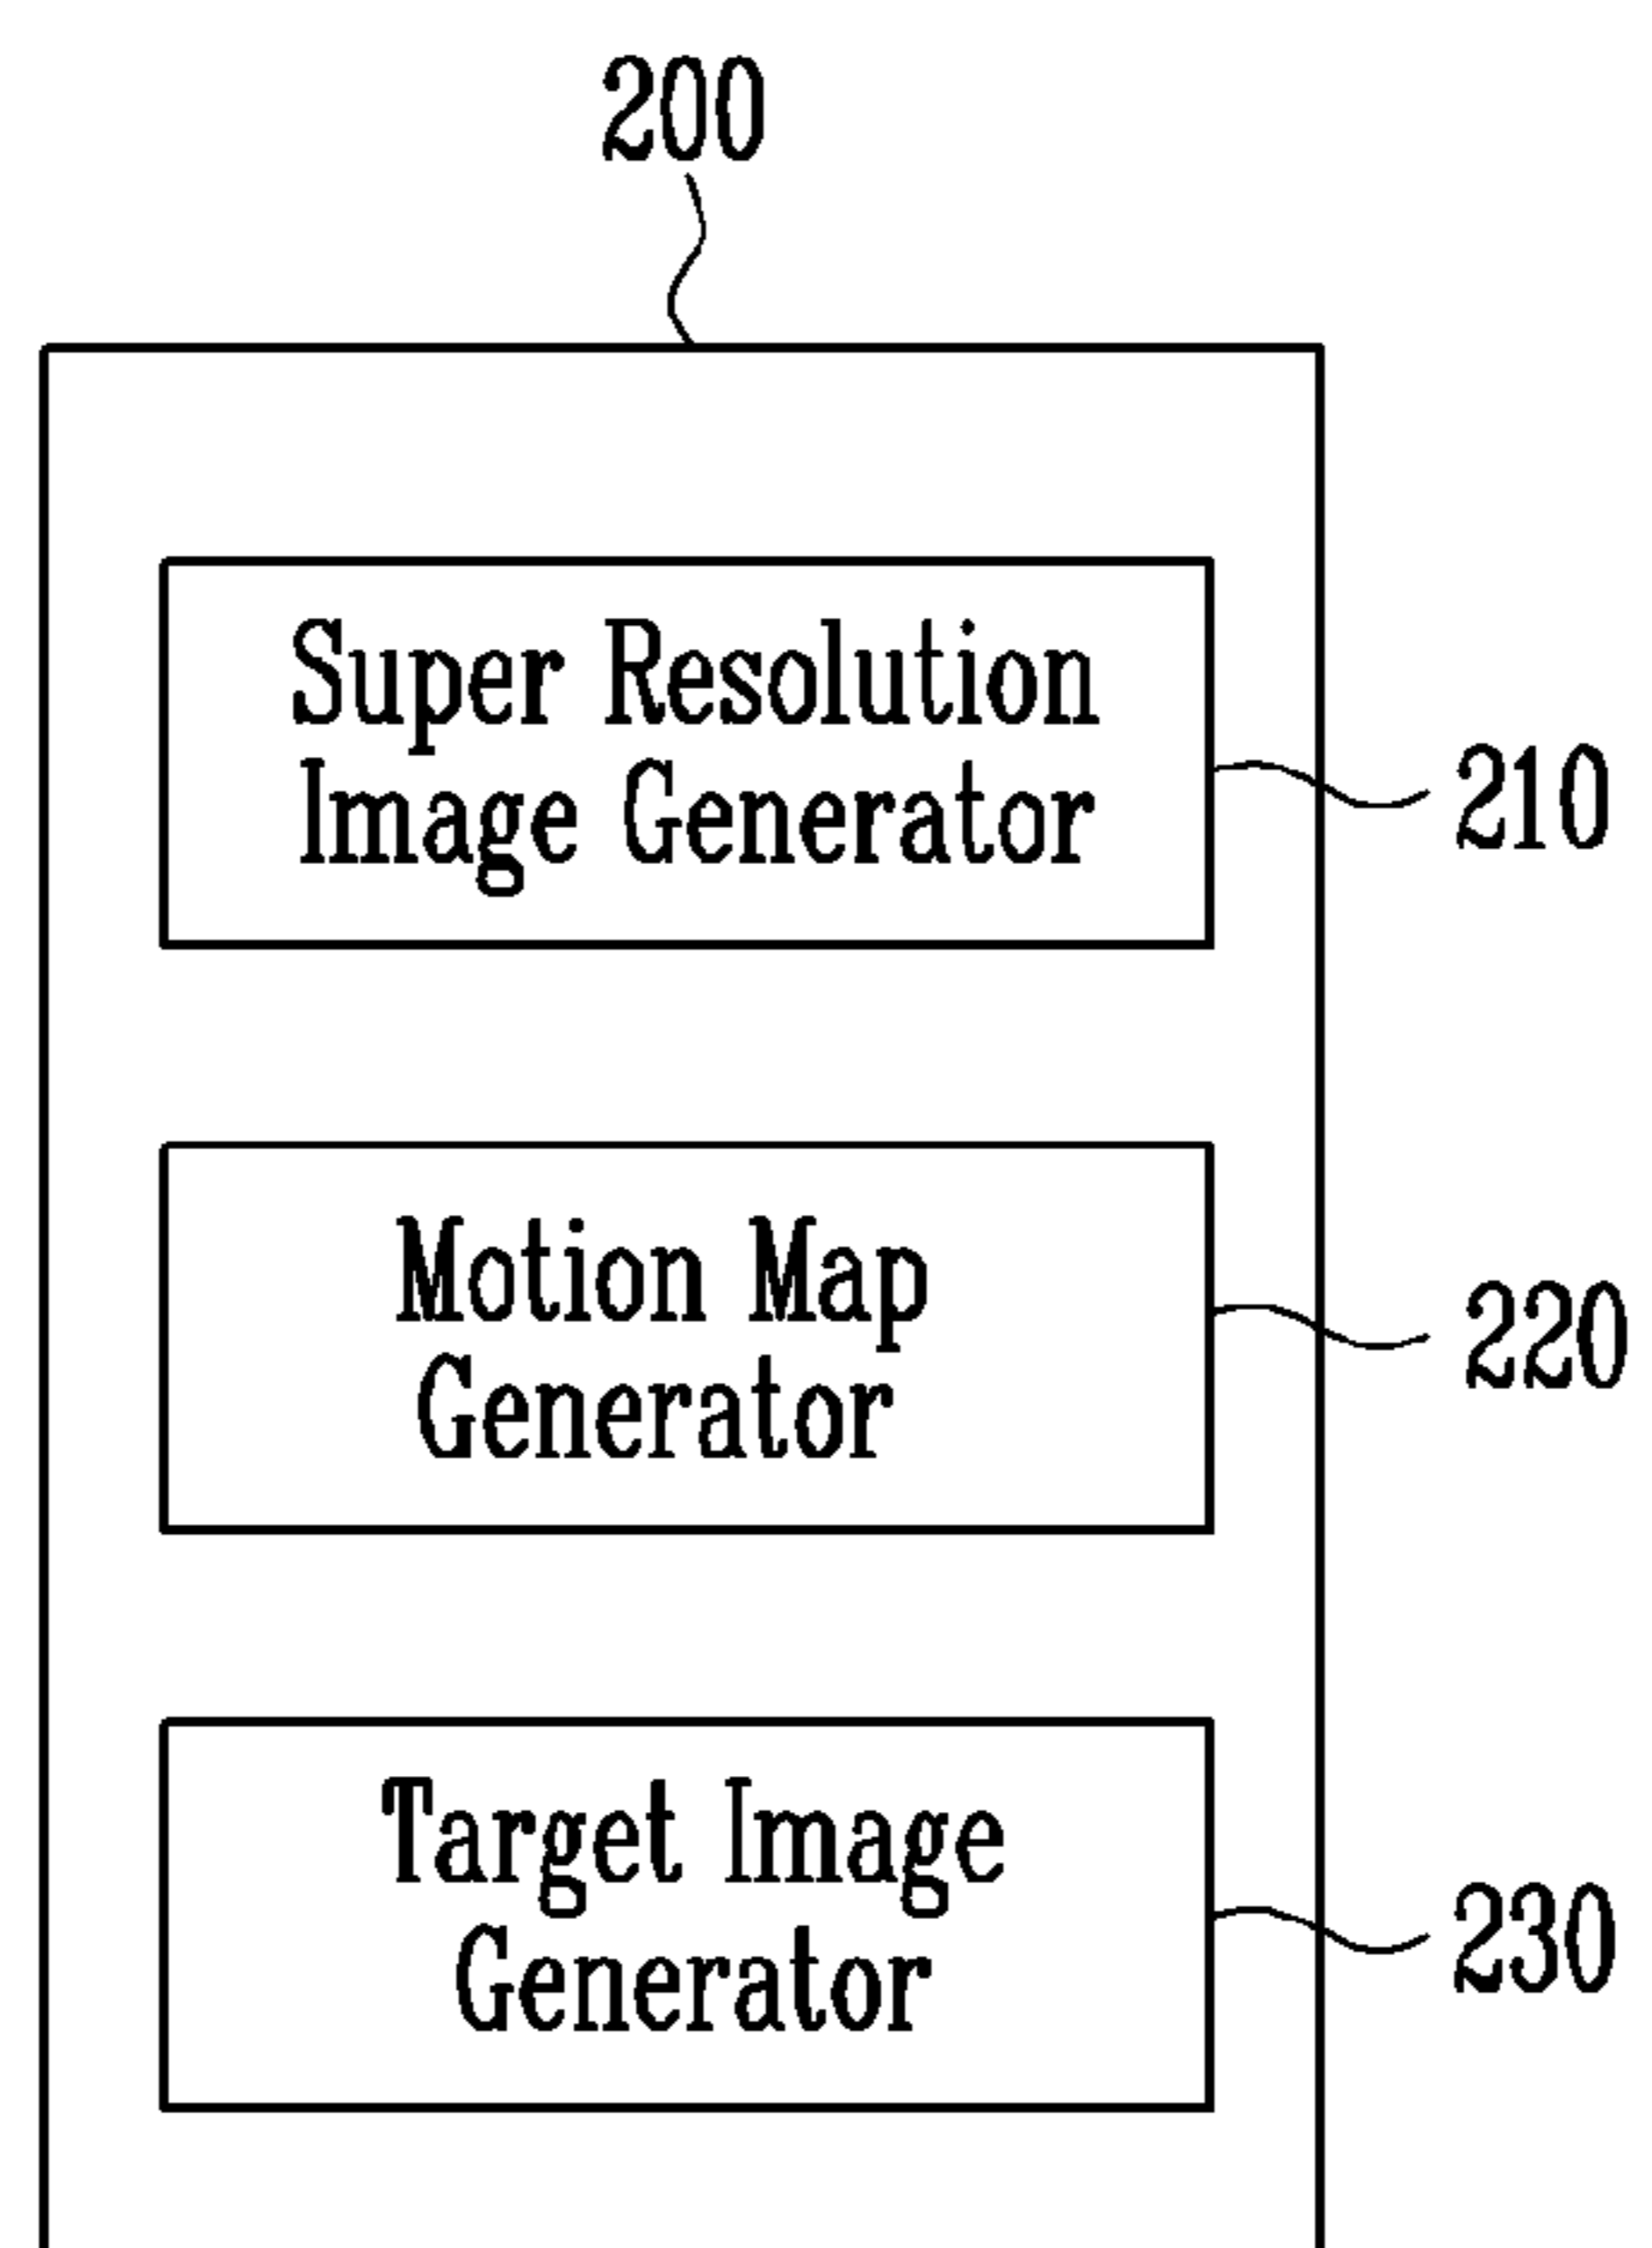 200
Super Resolution
Image Generator
210
Motion Map
Generator
220
Target Image
Generator
230